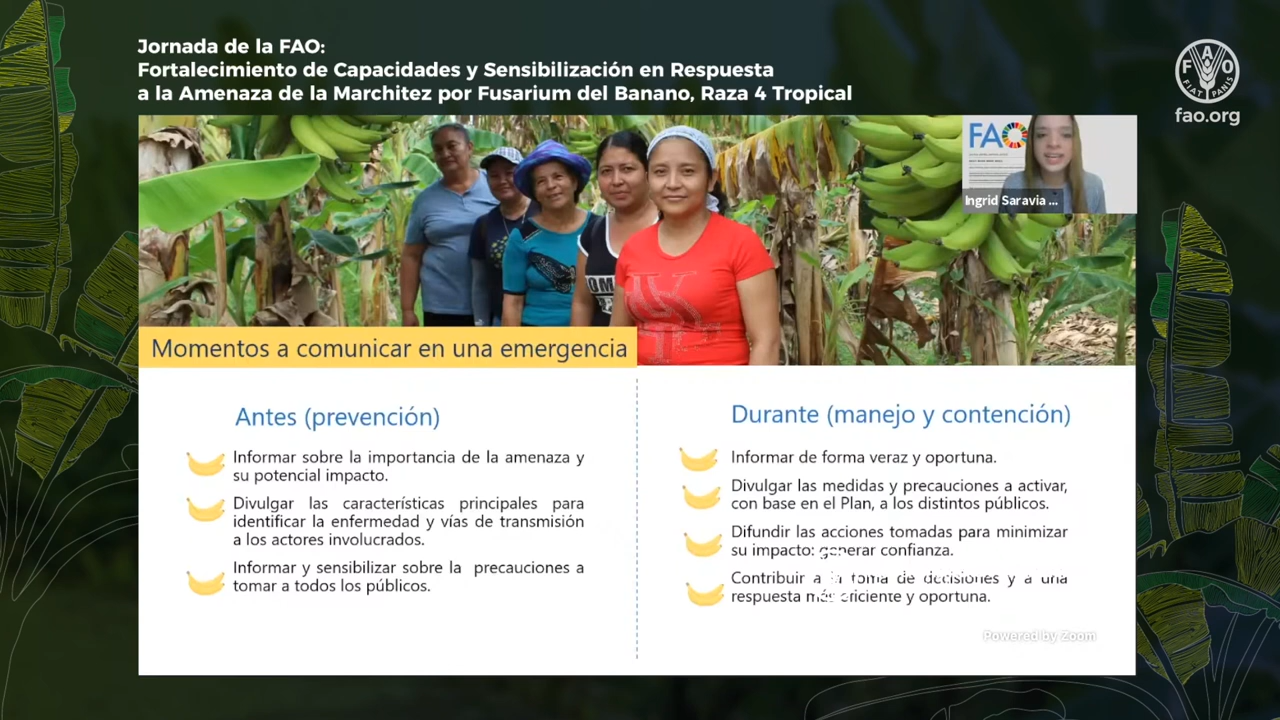 Jornada de la FAO:
Fortalecimiento de Capacidades y Sensibilización en Respuesta
a la Amenaza de la Marchitez por Fusarium del Banano, Raza 4 Tropical
FAO
FIAT PANIS
fao.org
FAO
Ingrid Saravia ...
Momentos a comunicar en una emergencia
Antes (prevención)
Informar sobre la importancia de la amenaza y
su potencial impacto.
Divulgar las características principales para
identificar la enfermedad y vías de transmisión
a los actores involucrados.
Informar y sensibilizar sobre la precauciones a
tomar a todos los públicos.
Durante (manejo y contención)
Informar de forma veraz y oportuna.
Divulgar las medidas y precauciones a activar,
con base en el Plan, a los distintos públicos.
Difundir las acciones tomadas para minimizar
su impacto: generar confianza.
Contribuir a la toma de decisiones y a una
respuesta más eficiente y oportuna.
Powered by Zoom